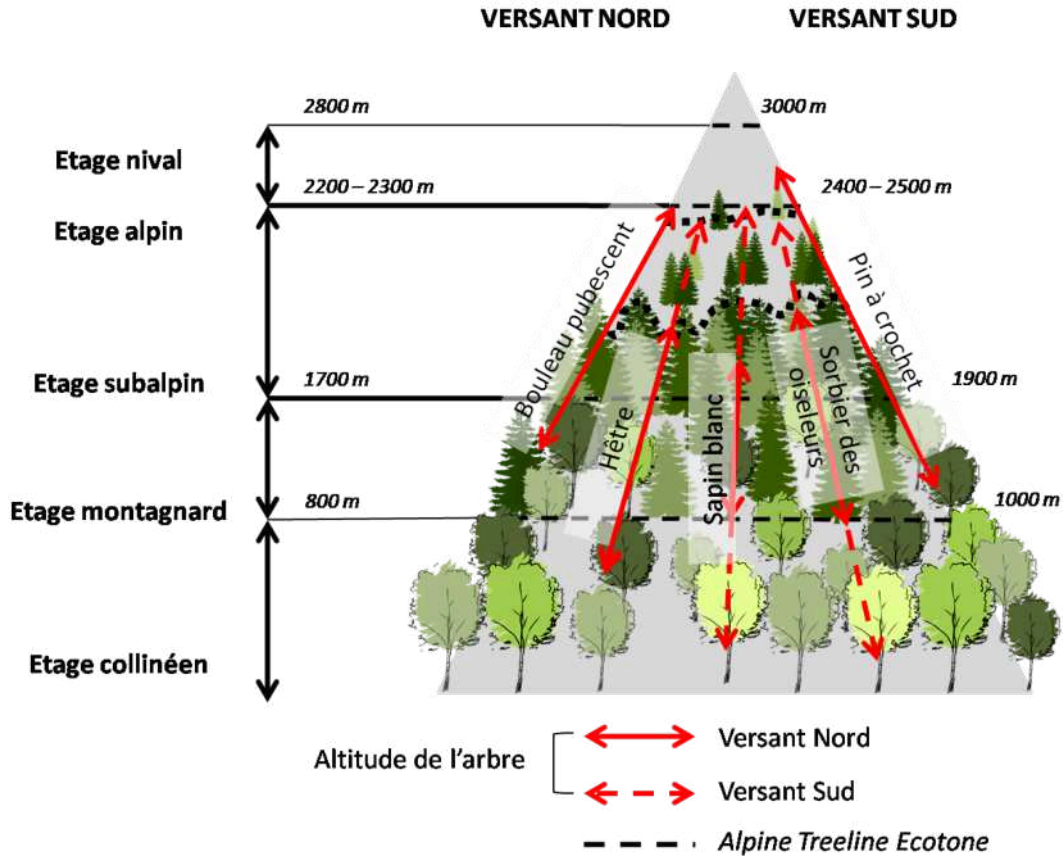 VERSANT NORD
VERSANT SUD
2800 m
3000 m
Etage nival
2200 – 2300 m
2400 – 2500 m
Etage alpin
Bouleau pubescent
Hêtre
Sapin blanc
Sorbier des
oiseleurs
Pin à crochet
Etage subalpin
1700 m
1900 m
Etage montagnard
800 m
1000 m
Etage collinéen
Altitude de l'arbre
Versant Nord
Versant Sud
Alpine Treeline Ecotone